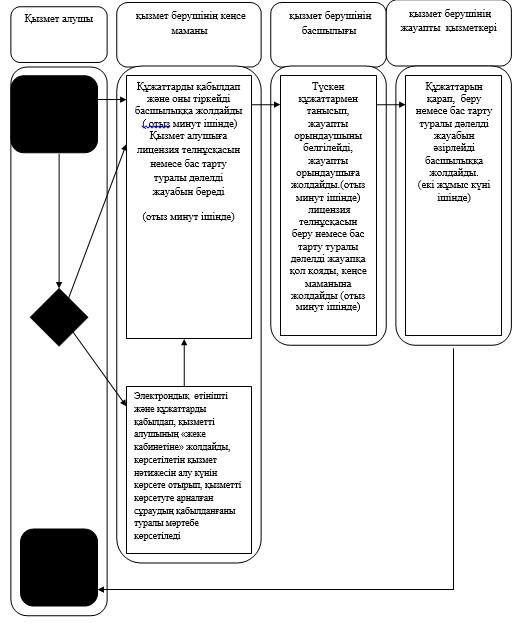 Қызмет алушы
қызмет берушінің кеңсе
маманы
қызмет берушінің
басшылығы
қызмет берушінің
жауапты қызметкері
Құжаттарды қабылдап
және оны тіркейді
басшылыққа жолдайды
( отыз минут ішінде)
Қызмет алушыға
лицензия телнұсқасын
немесе бас тарту
туралы дәлелді
жауабын береді
(отыз минут ішінде)
Түскен
құжаттармен
танысып,
жауапты
орындаушыны
белгілейді,
жауапты
орындаушыға
жолдайды.(отыз
минут ішінде)
лицензия
телнұсқасын
беру немесе бас
тарту туралы
дәлелді жауапқа
қол қояды, кеңсе
маманына
жолдайды (отыз
минут ішінде)
Құжаттарын
қарап, беру
немесе бас тарту
туралы дәлелді
жауабын
әзірлейді
басшылыққа
жолдайды.
(екі жұмыс күні
ішінде)
Электрондық өтінішті
және құжаттарды
қабылдап, қызметті
алушының «жеке
кабинетіне» жолдайды,
көрсетілетін қызмет
нәтижесін алу күнін
көрсете отырып, қызметті
көрсетуге арналған
сұраудың қабылданғаны
туралы мәртебе
көрсетіледі